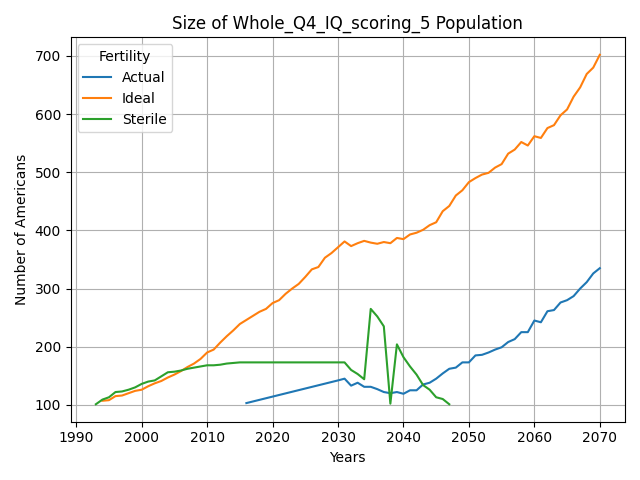 Size of Whole_Q4_IQ_scoring_5 Population
Fertility
Actual
Ideal
Sterile
Number of Americans
700
600
500
400
300
200
100
1990 2000 2010 2020 2030 2040 2050 2060 2070
Years